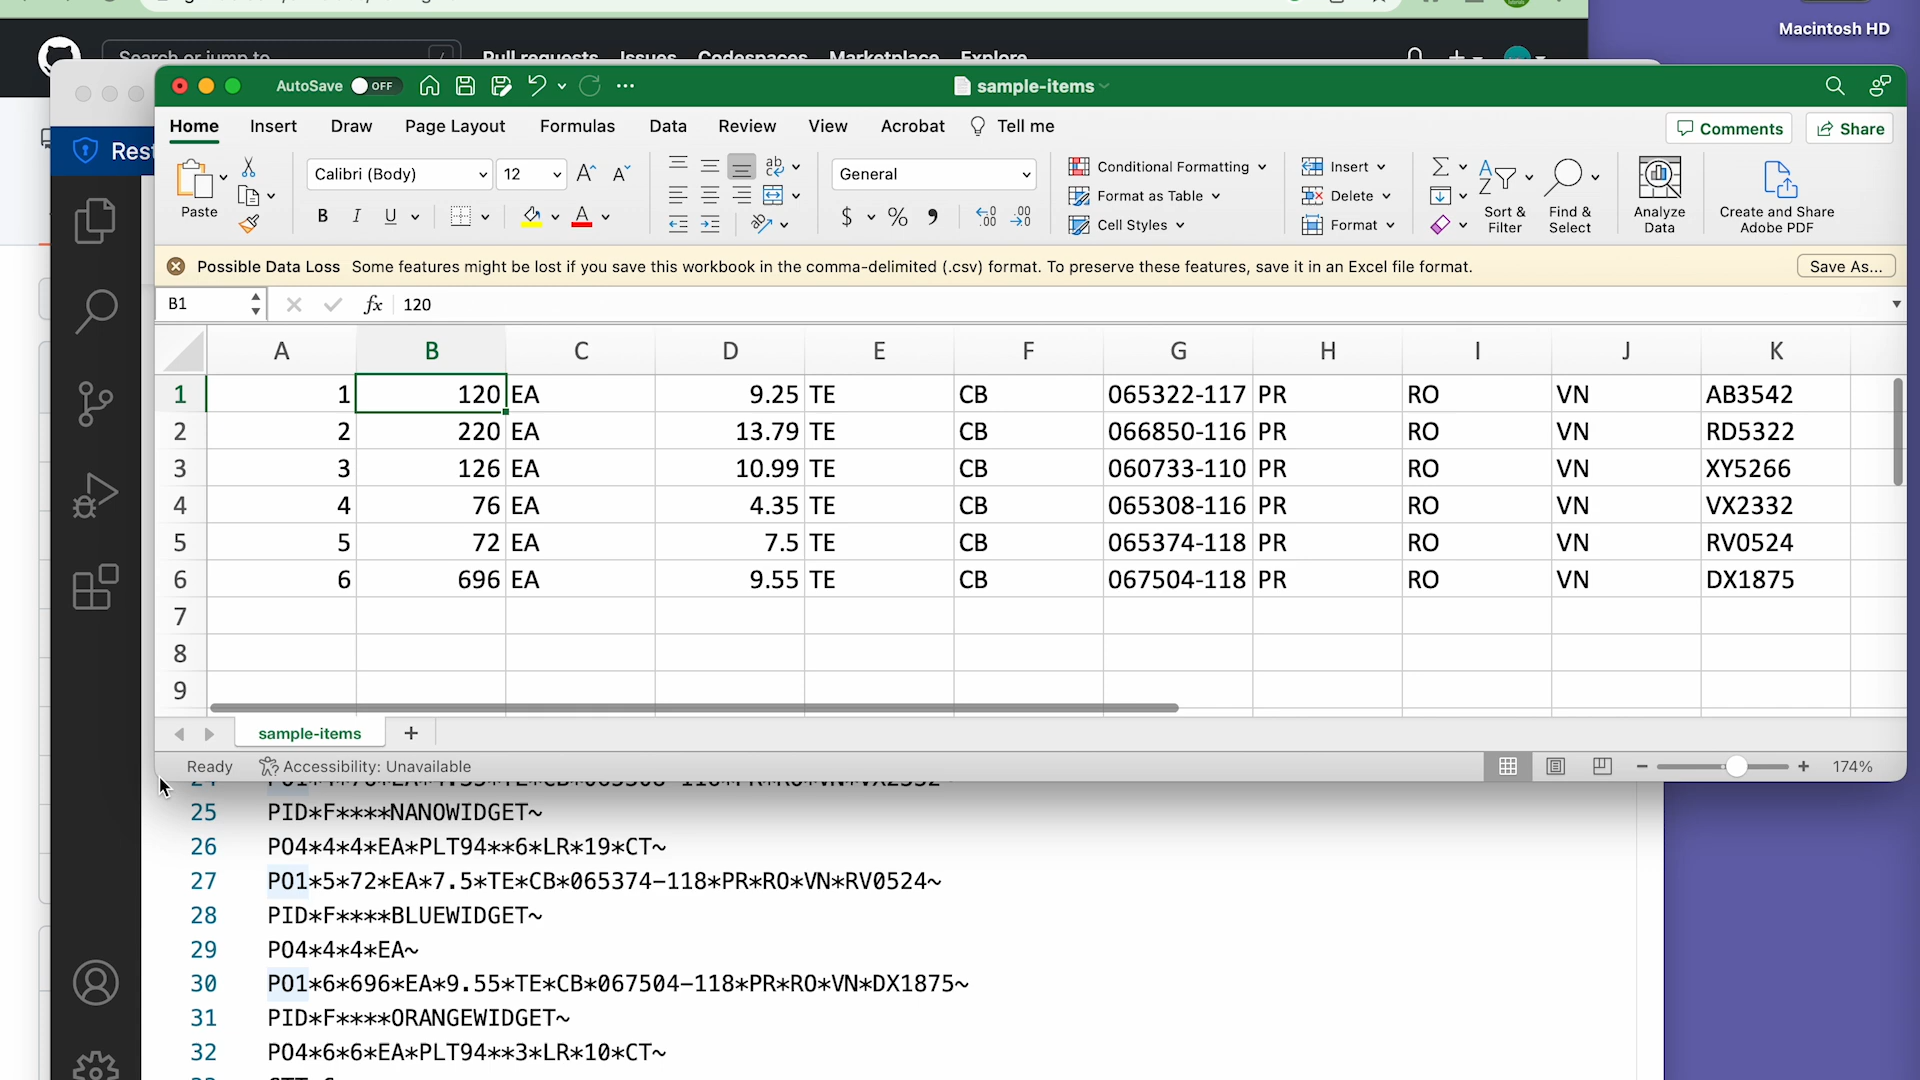 Macintosh HD
Search or jump to
/
Pull requests Issues Codespaces Marketplace Explore
AutoSave OFF
sample-items
Home Insert Draw Page Layout Formulas Data Review View Acrobat Tell me
Comments
Share
Rest
Paste
Calibri (Body) 12
General
Conditional Formatting
Format as Table
Cell Styles
Insert
Delete
Format
Sort & Filter
Find & Select
Analyze Data
Create and Share Adobe PDF
Possible Data Loss Some features might be lost if you save this workbook in the comma-delimited (.csv) format. To preserve these features, save it in an Excel file format.
Save As...
B1 fx 120
A B C D E F G H I J K
1 1 120 EA 9.25 TE CB 065322-117 PR RO VN AB3542
2 2 220 EA 13.79 TE CB 066850-116 PR RO VN RD5322
3 3 126 EA 10.99 TE CB 060733-110 PR RO VN XY5266
4 4 76 EA 4.35 TE CB 065308-116 PR RO VN VX2332
5 5 72 EA 7.5 TE CB 065374-118 PR RO VN RV0524
6 6 696 EA 9.55 TE CB 067504-118 PR RO VN DX1875
7
8
9
sample-items +
Ready Accessibility: Unavailable
174%
25 PID*F****NANOWIDGET~
26 PO4*4*4*EA*PLT94**6*LR*19*CT~
27 PO1*5*72*EA*7.5*TE*CB*065374-118*PR*RO*VN*RV0524~
28 PID*F****BLUEWIDGET~
29 PO4*4*4*EA~
30 PO1*6*696*EA*9.55*TE*CB*067504-118*PR*RO*VN*DX1875~
31 PID*F****ORANGEWIDGET~
32 PO4*6*6*EA*PLT94**3*LR*10*CT~